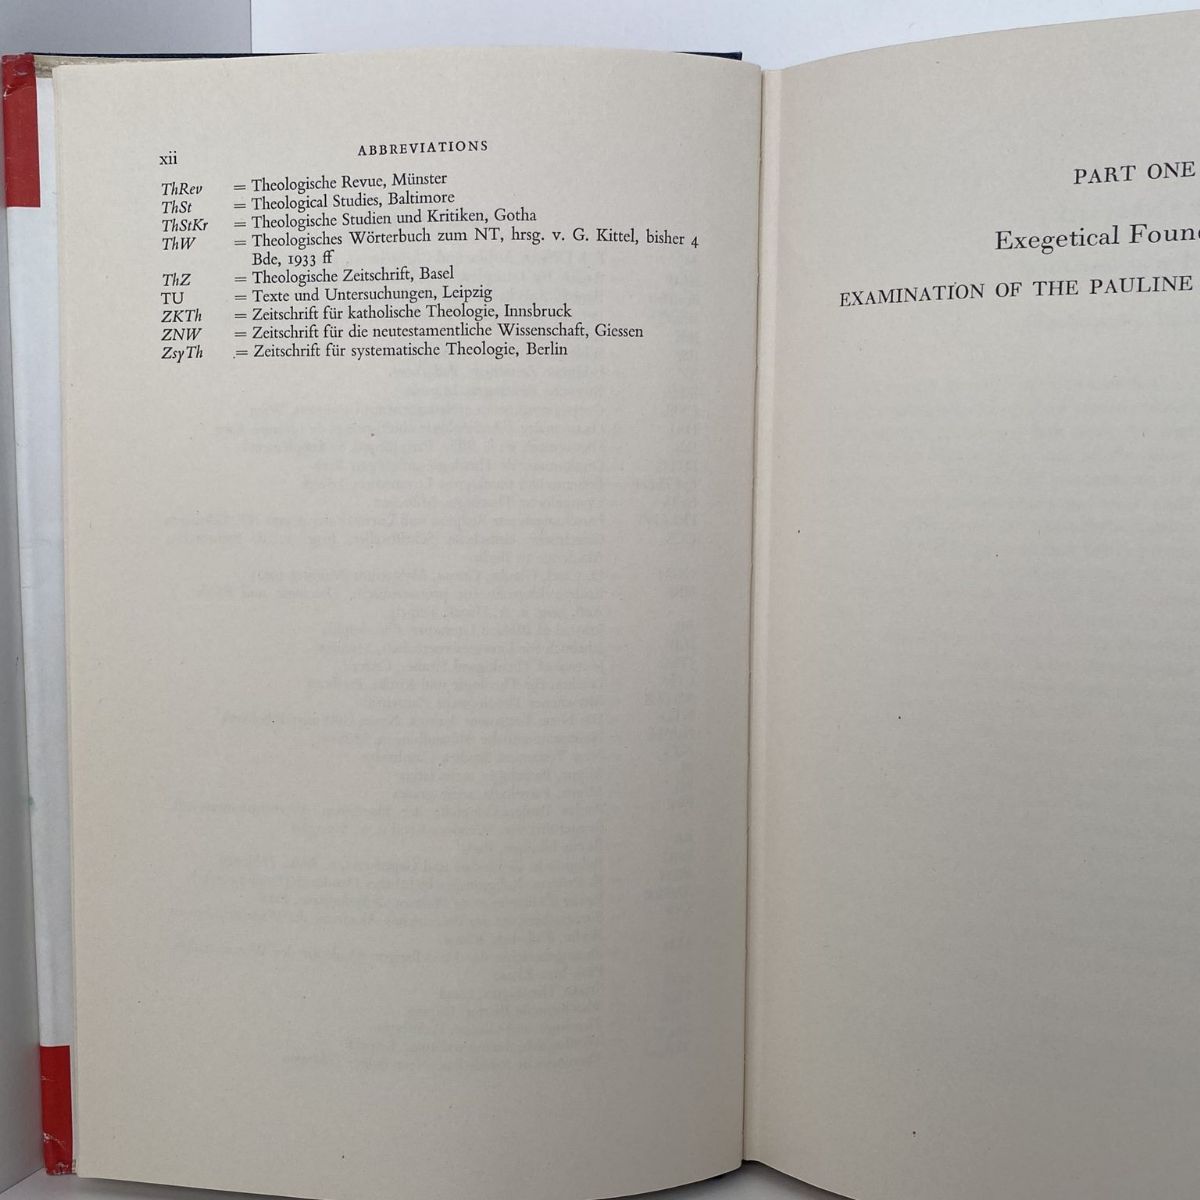 xii ABBREVIATIONS
ThRev = Theologische Revue, Münster
ThSt = Theological Studies, Baltimore
ThStKr = Theologische Studien und Kritiken, Gotha
ThW = Theologisches Wörterbuch zum NT, hrsg. v. G. Kittel, bisher 4
Bde, 1933 ff
ThZ = Theologische Zeitschrift, Basel
TU = Texte und Untersuchungen, Leipzig
ZKTh = Zeitschrift für katholische Theologie, Innsbruck
ZNW = Zeitschrift für die neutestamentliche Wissenschaft, Giessen
ZsyTh = Zeitschrift für systematische Theologie, Berlin
PART ONE
Exegetical Foun
EXAMINATION OF THE PAULINE